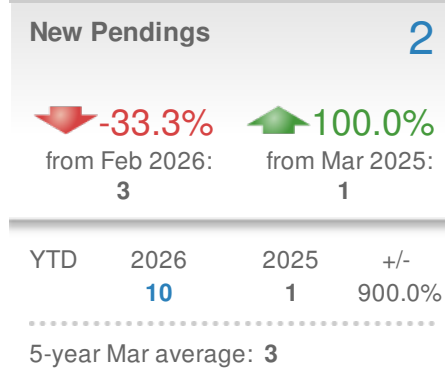 New Pendings 2
-33.3% 100.0%
from Feb 2026: from Mar 2025:
3 1
YTD 2026 2025 +/-
10 1 900.0%
5-year Mar average: 3